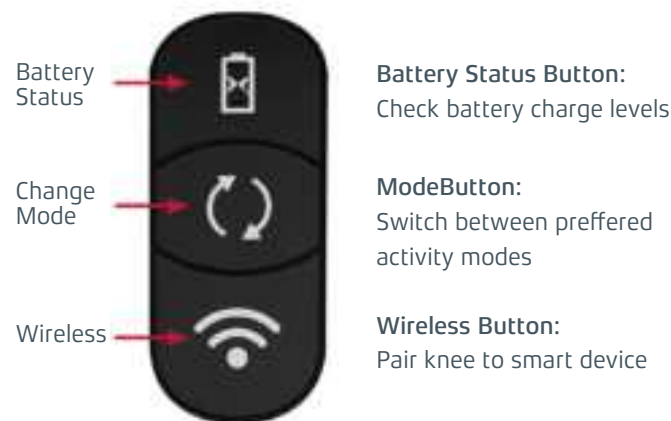 Battery
Status
Battery Status Button:
Check battery charge levels
Change
Mode
ModeButton:
Switch between preffered
activity modes
Wireless
Wireless Button:
Pair knee to smart device